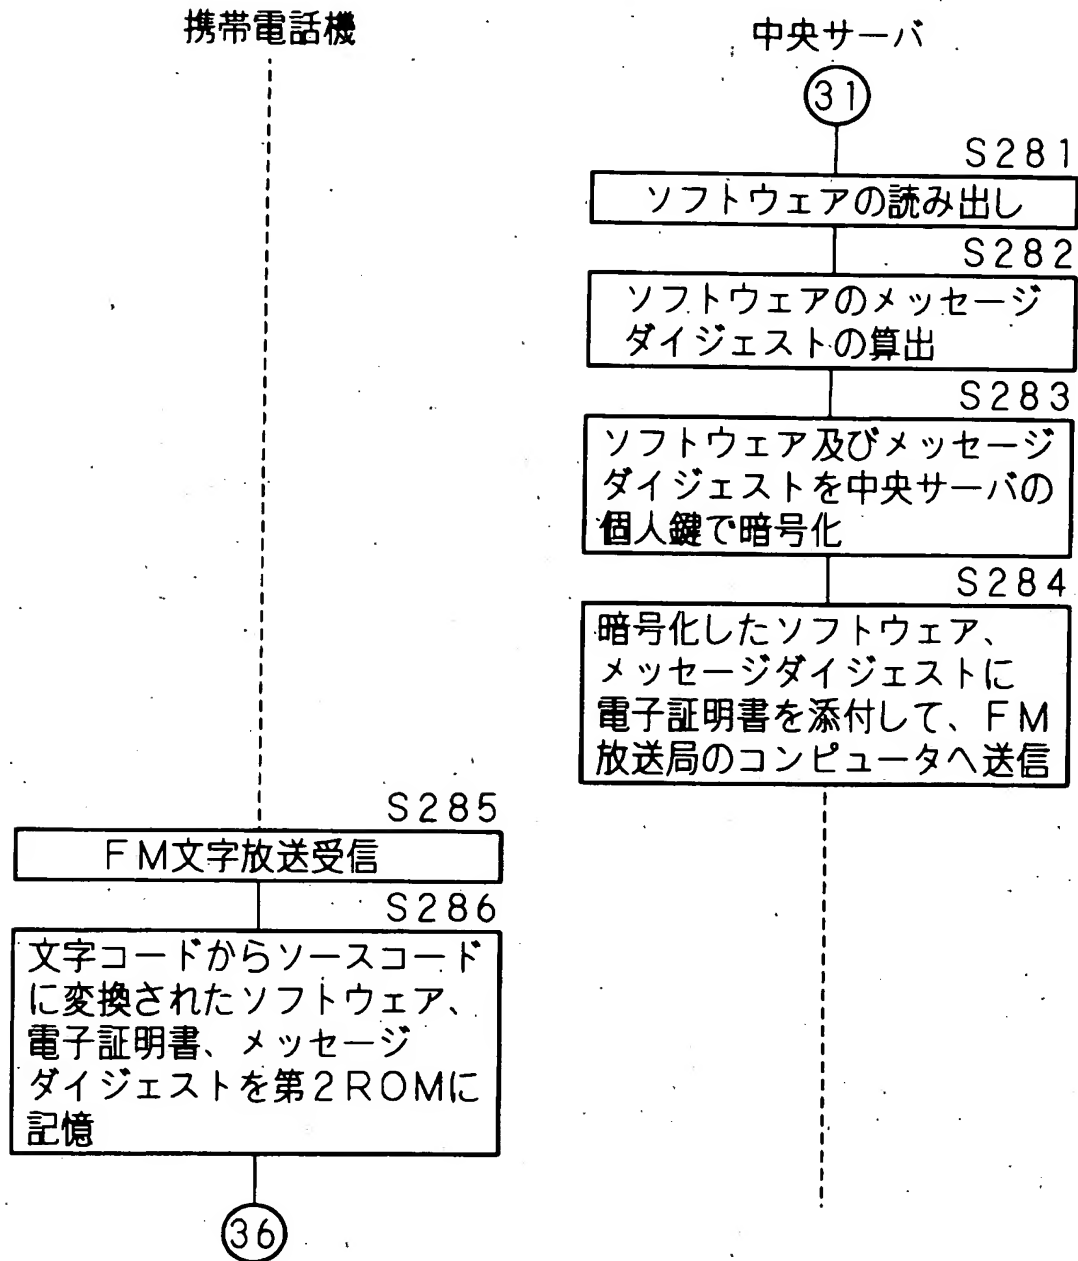 携帯電話機
中央サーバ
31
S281
ソフトウェアの読み出し
S282
ソフトウェアのメッセージ
ダイジェストの算出
S283
ソフトウェア及びメッセージ
ダイジェストを中央サーバの
個人鍵で暗号化
S284
暗号化したソフトウェア、
メッセージダイジェストに
電子証明書を添付して、FM
放送局のコンピュータへ送信
S285
FM文字放送受信
S286
文字コードからソースコード
に変換されたソフトウェア、
電子証明書、メッセージ
ダイジェストを第2ROMに
記憶
36